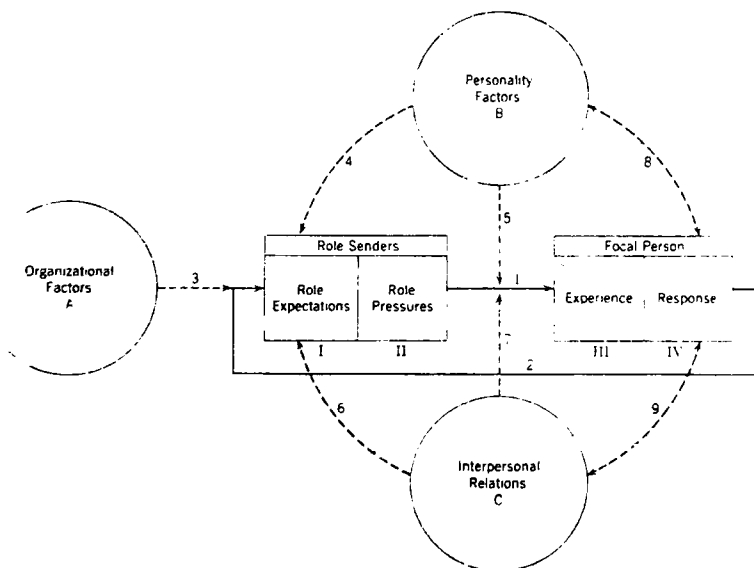 Personality
Factors
B
4
8
5
Role Senders
Focal Person
Organizational
Factors
A
3
Role
Expectations
Role
Pressures
1
Experience
Response
I
II
7
III
IV
2
6
9
Interpersonal
Relations
C